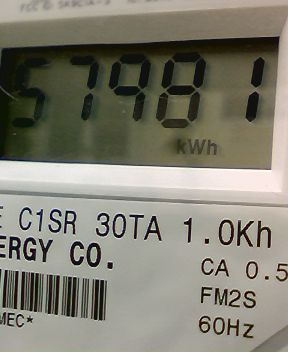 57981
kWh
E C1SR 30TA 1.0Kh
ERGY CO.
CA 0.5
FM2S
MEC*
60Hz